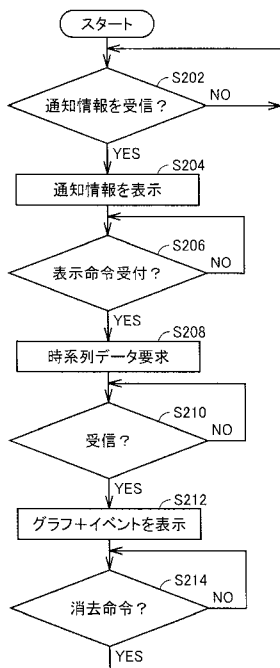 スタート
S202
通知情報を受信？
NO
YES
S204
通知情報を表示
S206
表示命令受付？
NO
YES
S208
時系列データ要求
S210
受信？
NO
YES
S212
グラフ＋イベントを表示
S214
消去命令？
NO
YES